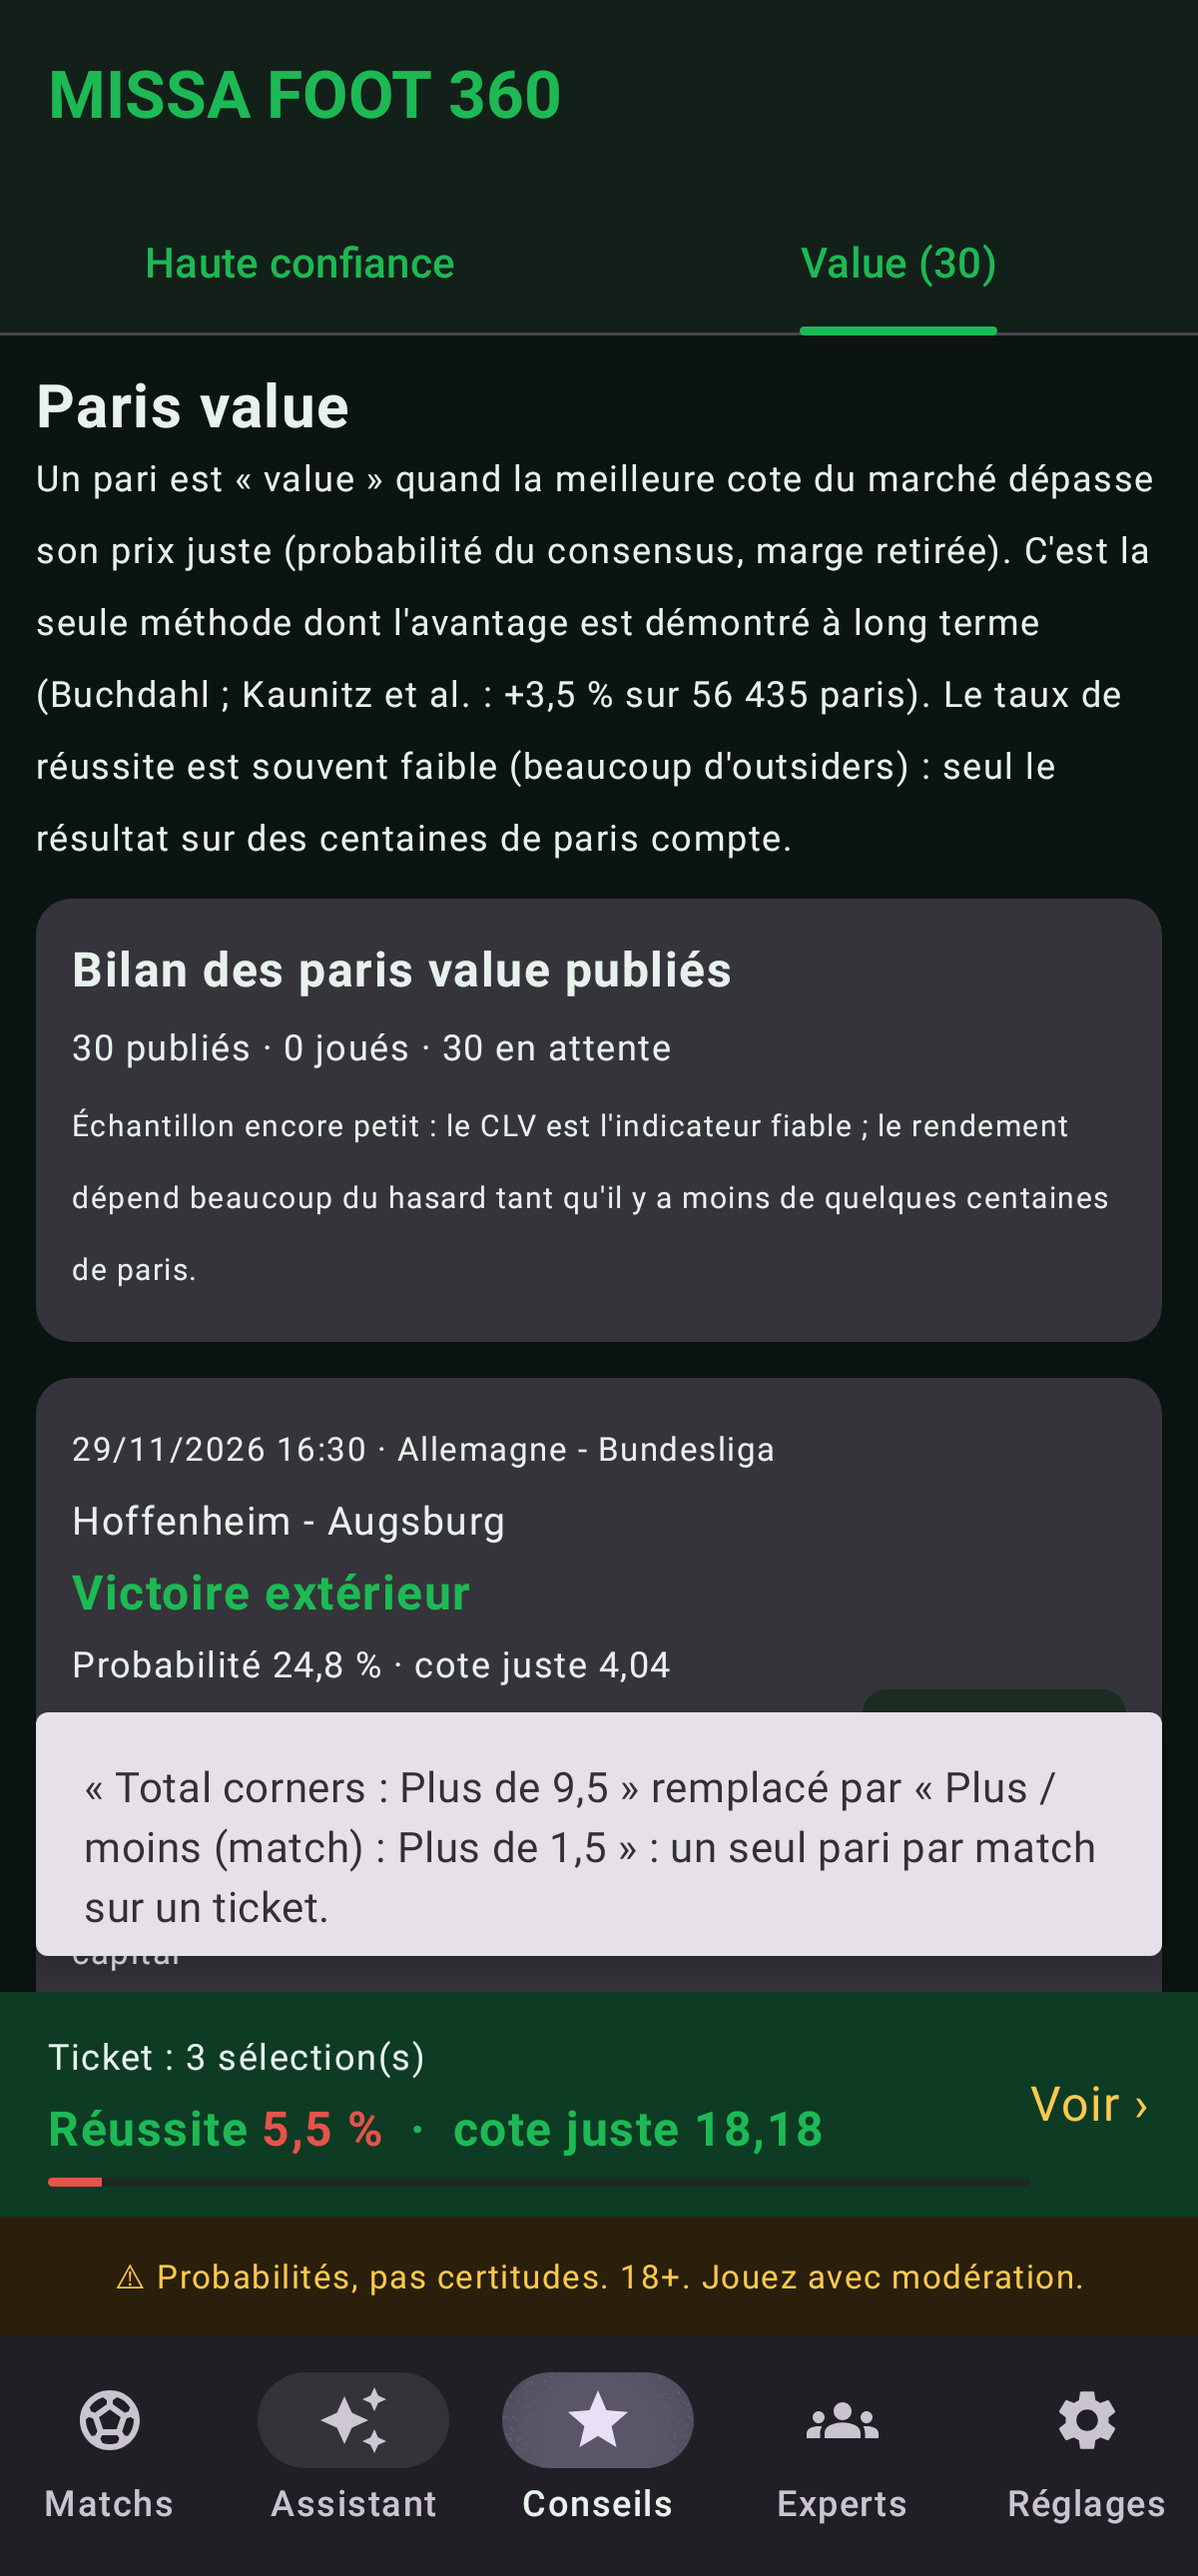 MISSA FOOT 360
Haute confiance
Value (30)
Paris value
Un pari est « value » quand la meilleure cote du marché dépasse
son prix juste (probabilité du consensus, marge retirée). C'est la
seule méthode dont l'avantage est démontré à long terme
(Buchdahl ; Kaunitz et al. : +3,5 % sur 56 435 paris). Le taux de
réussite est souvent faible (beaucoup d'outsiders) : seul le
résultat sur des centaines de paris compte.
Bilan des paris value publiés
30 publiés · 0 joués · 30 en attente
Échantillon encore petit : le CLV est l'indicateur fiable ; le rendement
dépend beaucoup du hasard tant qu'il y a moins de quelques centaines
de paris.
29/11/2026 16:30 · Allemagne - Bundesliga
Hoffenheim - Augsburg
Victoire extérieur
Probabilité 24,8 % · cote juste 4,04
« Total corners : Plus de 9,5 » remplacé par « Plus /
moins (match) : Plus de 1,5 » : un seul pari par match
sur un ticket.
capital
Ticket : 3 sélection(s)
Réussite 5,5 % · cote juste 18,18
Voir ›
⚠ Probabilités, pas certitudes. 18+. Jouez avec modération.
Matchs
Assistant
Conseils
Experts
Réglages